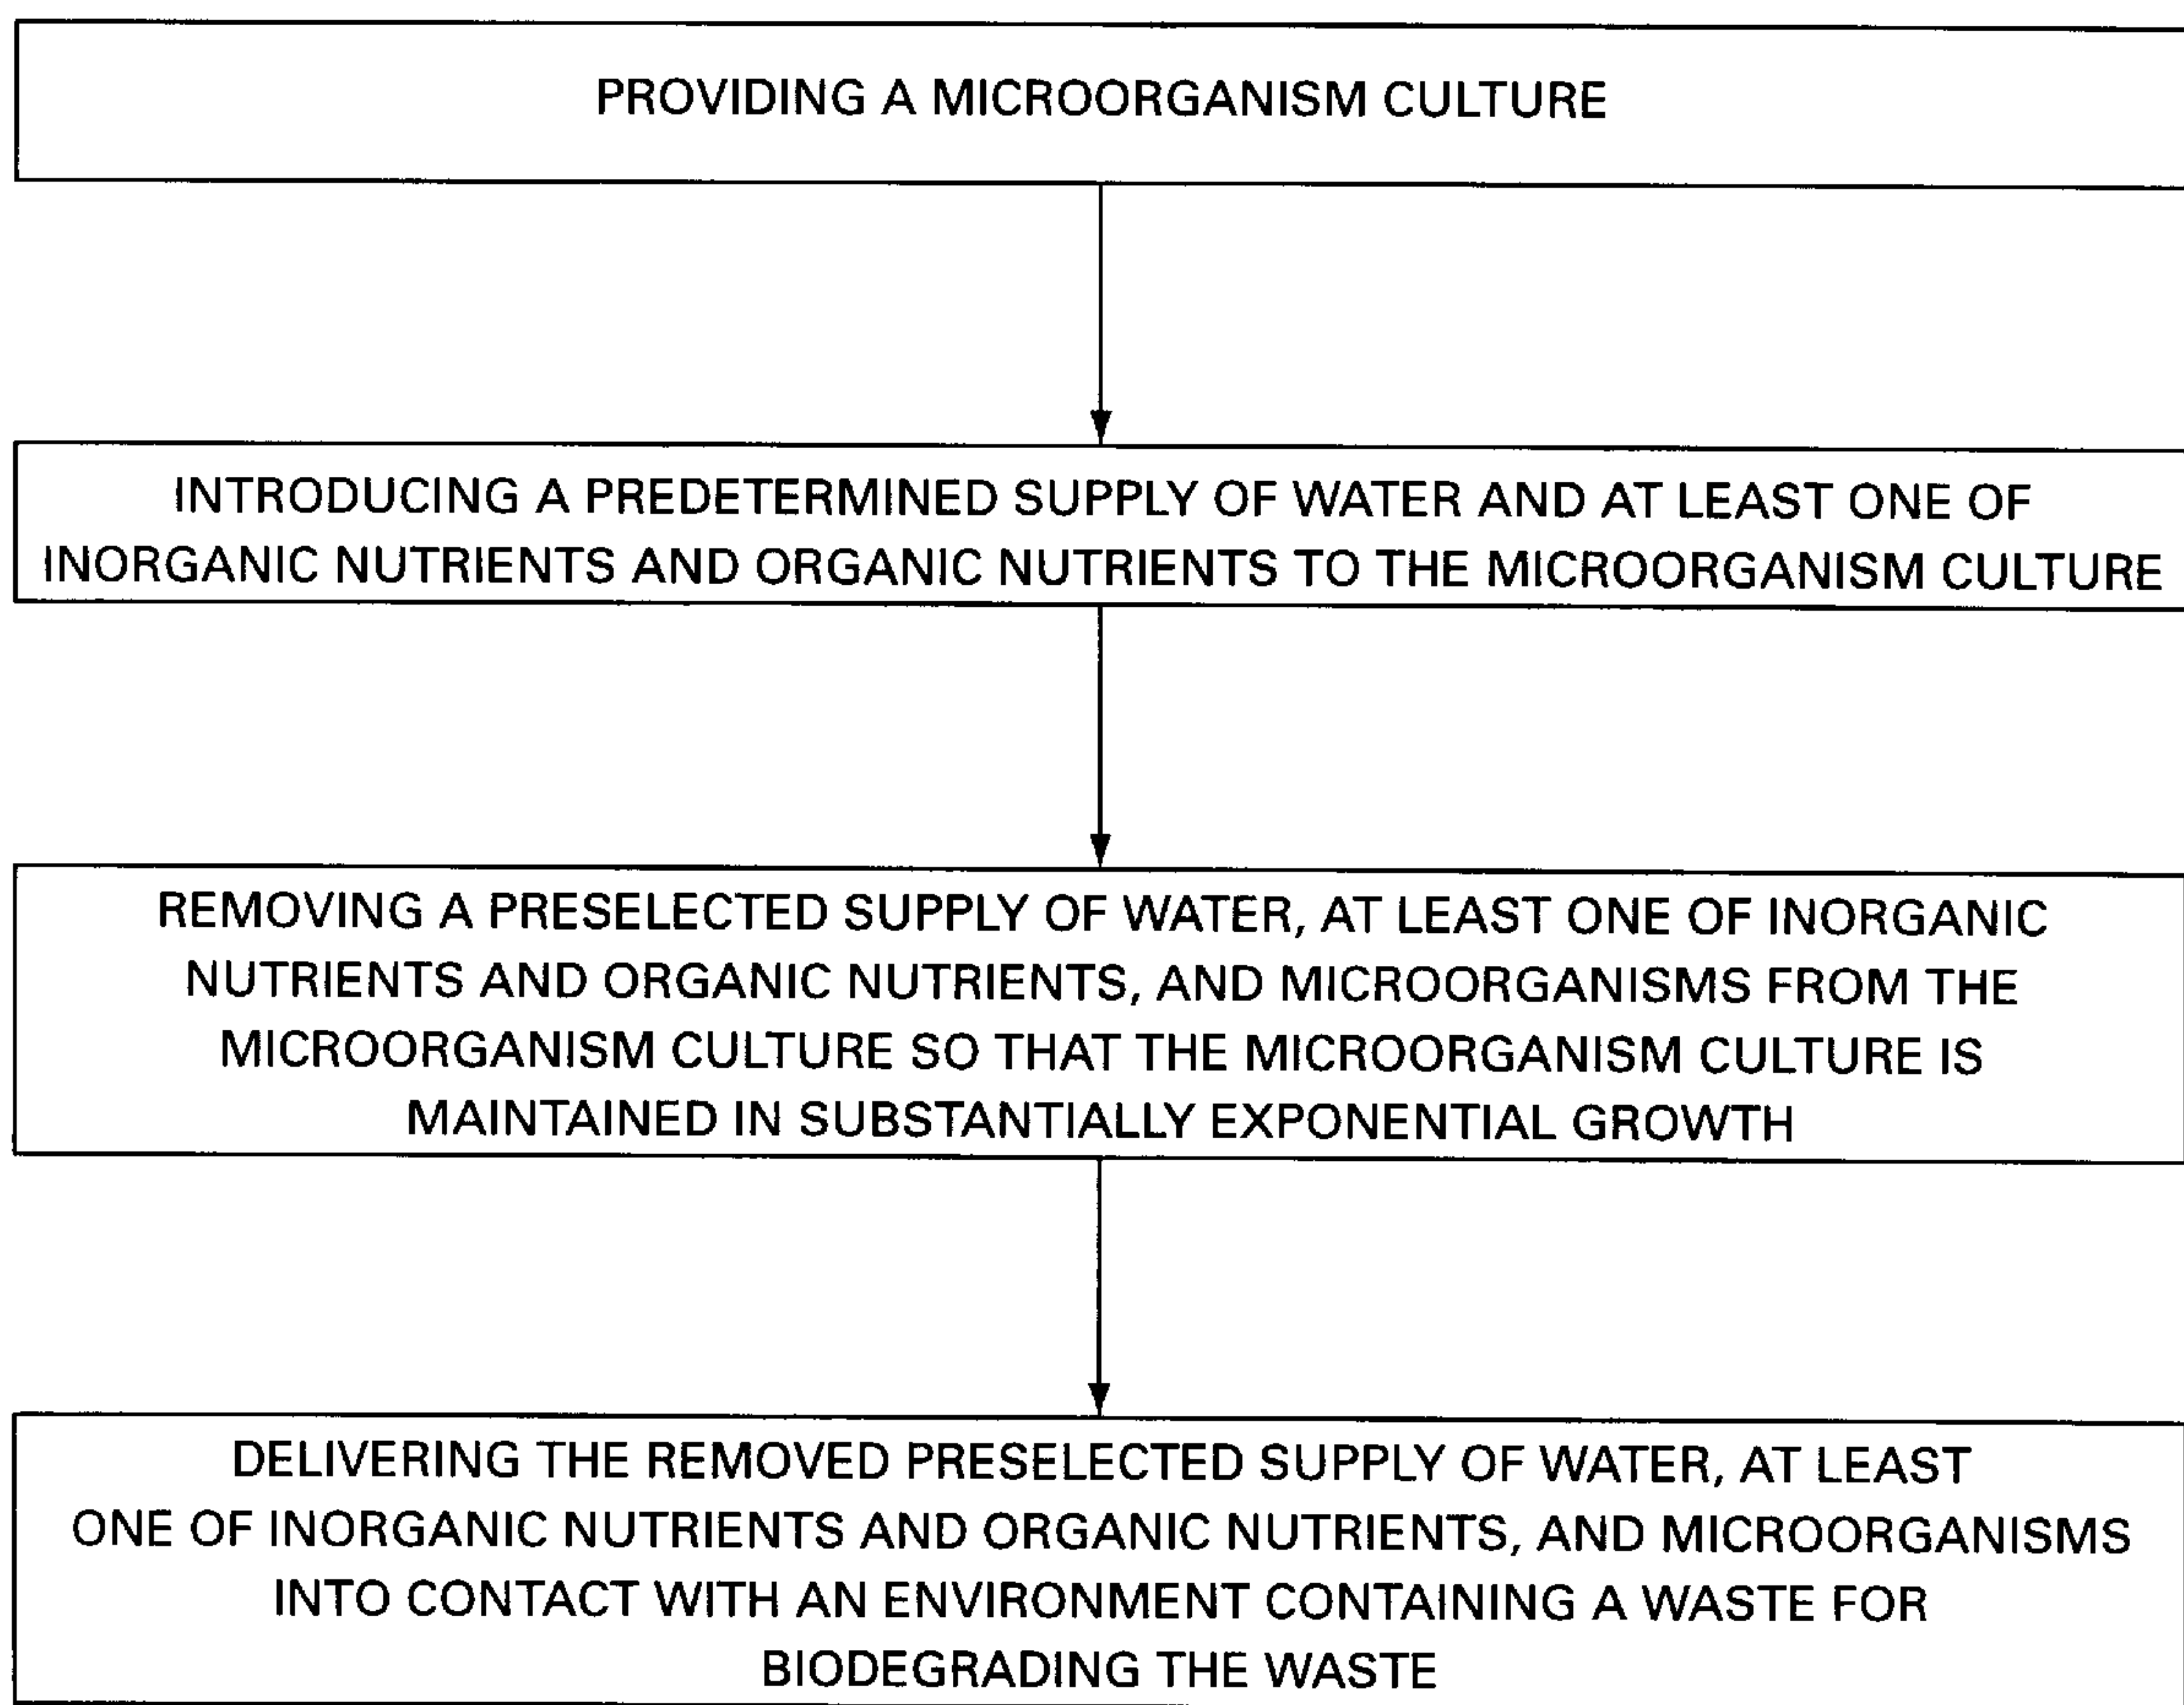 PROVIDING A MICROORGANISM CULTURE
INTRODUCING A PREDETERMINED SUPPLY OF WATER AND AT LEAST ONE OF
INORGANIC NUTRIENTS AND ORGANIC NUTRIENTS TO THE MICROORGANISM CULTURE
REMOVING A PRESELECTED SUPPLY OF WATER, AT LEAST ONE OF INORGANIC
NUTRIENTS AND ORGANIC NUTRIENTS, AND MICROORGANISMS FROM THE
MICROORGANISM CULTURE SO THAT THE MICROORGANISM CULTURE IS
MAINTAINED IN SUBSTANTIALLY EXPONENTIAL GROWTH
DELIVERING THE REMOVED PRESELECTED SUPPLY OF WATER, AT LEAST
ONE OF INORGANIC NUTRIENTS AND ORGANIC NUTRIENTS, AND MICROORGANISMS
INTO CONTACT WITH AN ENVIRONMENT CONTAINING A WASTE FOR
BIODEGRADING THE WASTE